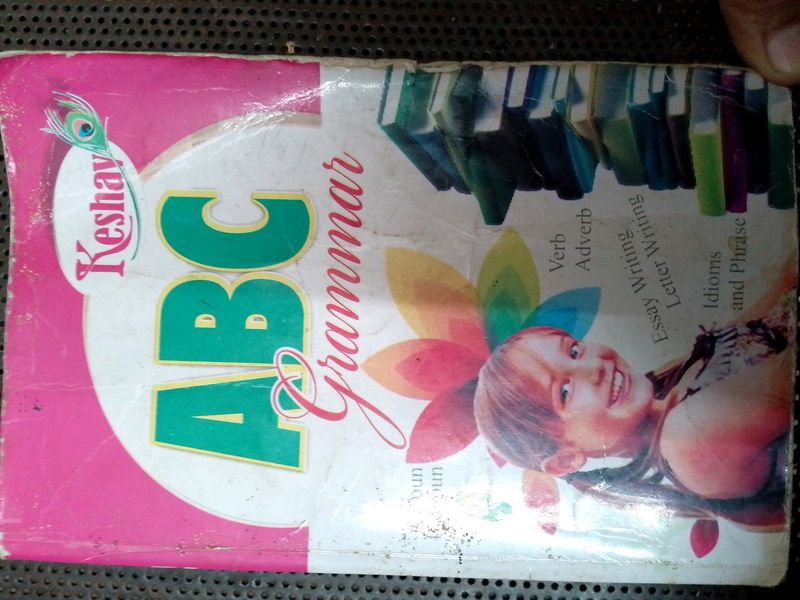 Keshav
ABC
Grammar
Verb
Adverb
Essay Writing
Letter Writing
Idioms
and Phrase